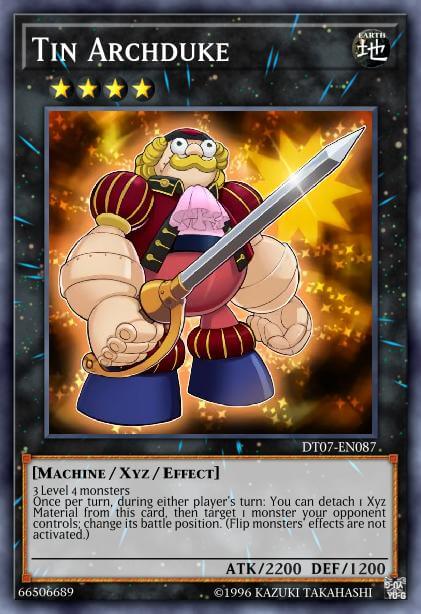 Tin Archduke
EARTH
地
DT07-EN087
[Machine / Xyz / Effect]
3 Level 4 monsters
Once per turn, during either player's turn: You can detach 1 Xyz
Material from this card, then target 1 monster your opponent
controls; change its battle position. (Flip monsters' effects are not
activated.)
ATK/2200 DEF/1200
66506689
©1996 KAZUKI TAKAHASHI